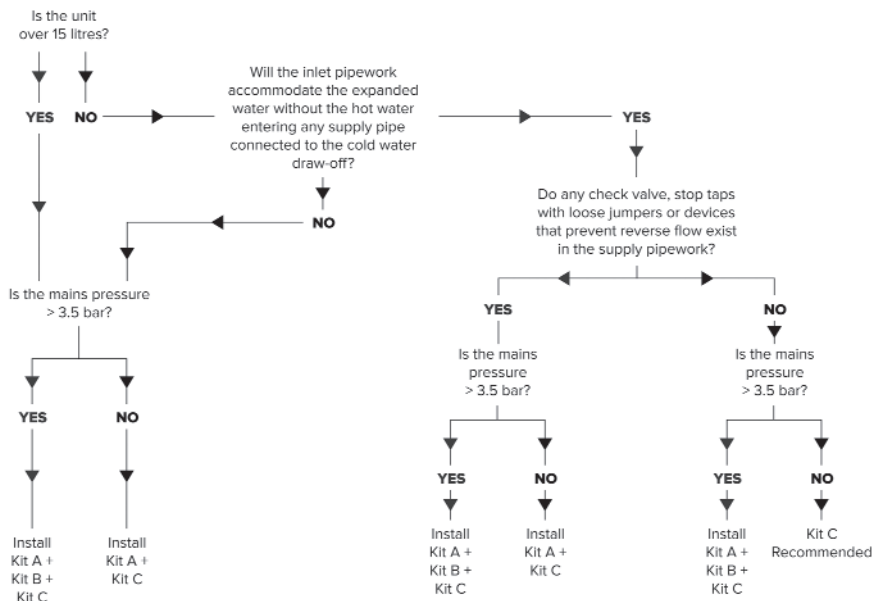 Is the unit
over 15 litres?
YES
NO
Will the inlet pipework
accommodate the expanded
water without the hot water
entering any supply pipe
connected to the cold water
draw-off?
YES
NO
Do any check valve, stop taps
with loose jumpers or devices
that prevent reverse flow exist
in the supply pipework?
Is the mains pressure
> 3.5 bar?
YES
NO
Install
Kit A +
Kit B +
Kit C
Install
Kit A +
Kit C
YES
NO
Is the mains
pressure
> 3.5 bar?
YES
NO
Install
Kit A +
Kit B +
Kit C
Install
Kit A +
Kit C
Is the mains
pressure
> 3.5 bar?
YES
NO
Install
Kit A +
Kit B +
Kit C
Kit C
Recommended